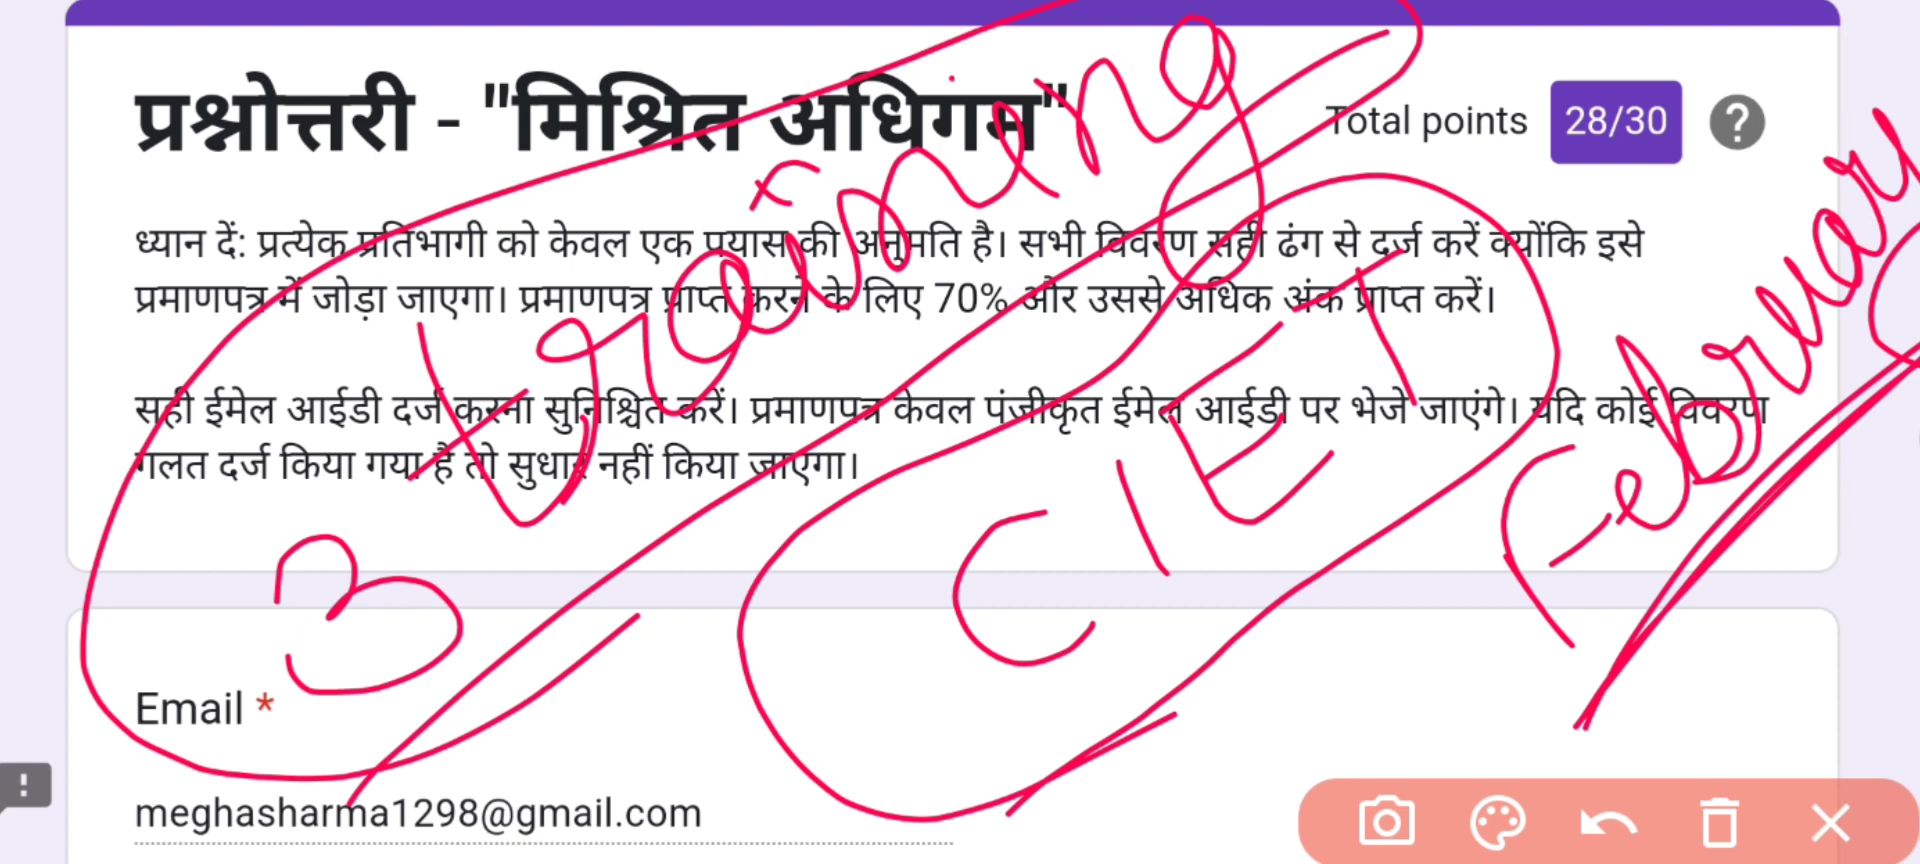 प्रश्नोत्तरी - "मिश्रित अधिगम"
Total points 28/30
ध्यान दें: प्रत्येक प्रतिभागी को केवल एक प्रयास की अनुमति है। सभी विवरण सही ढंग से दर्ज करें क्योंकि इसे
प्रमाणपत्र में जोड़ा जाएगा। प्रमाणपत्र प्राप्त करने के लिए 70% और उससे अधिक अंक प्राप्त करें।
सही ईमेल आईडी दर्ज करना सुनिश्चित करें। प्रमाणपत्र केवल पंजीकृत ईमेल आईडी पर भेजे जाएंगे। यदि कोई विवरण
गलत दर्ज किया गया है तो सुधार नहीं किया जाएगा।
3 training
CIET
February
Email *
meghasharma1298@gmail.com